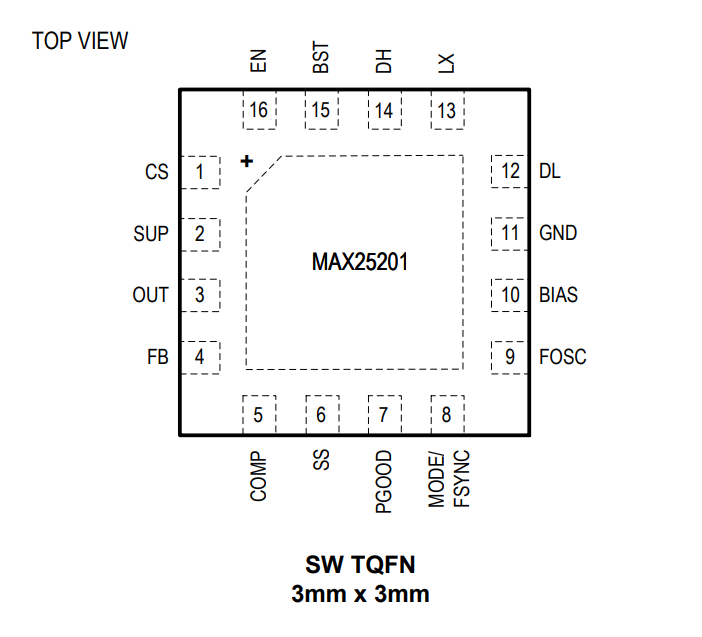 TOP VIEW
EN
BST
DH
LX
16
15
14
13
CS
1
+
12
DL
SUP
2
11
GND
MAX25201
OUT
3
10
BIAS
FB
4
9
FOSC
5
6
7
8
COMP
SS
PGOOD
MODE/
FSYNC
SW TQFN
3mm x 3mm